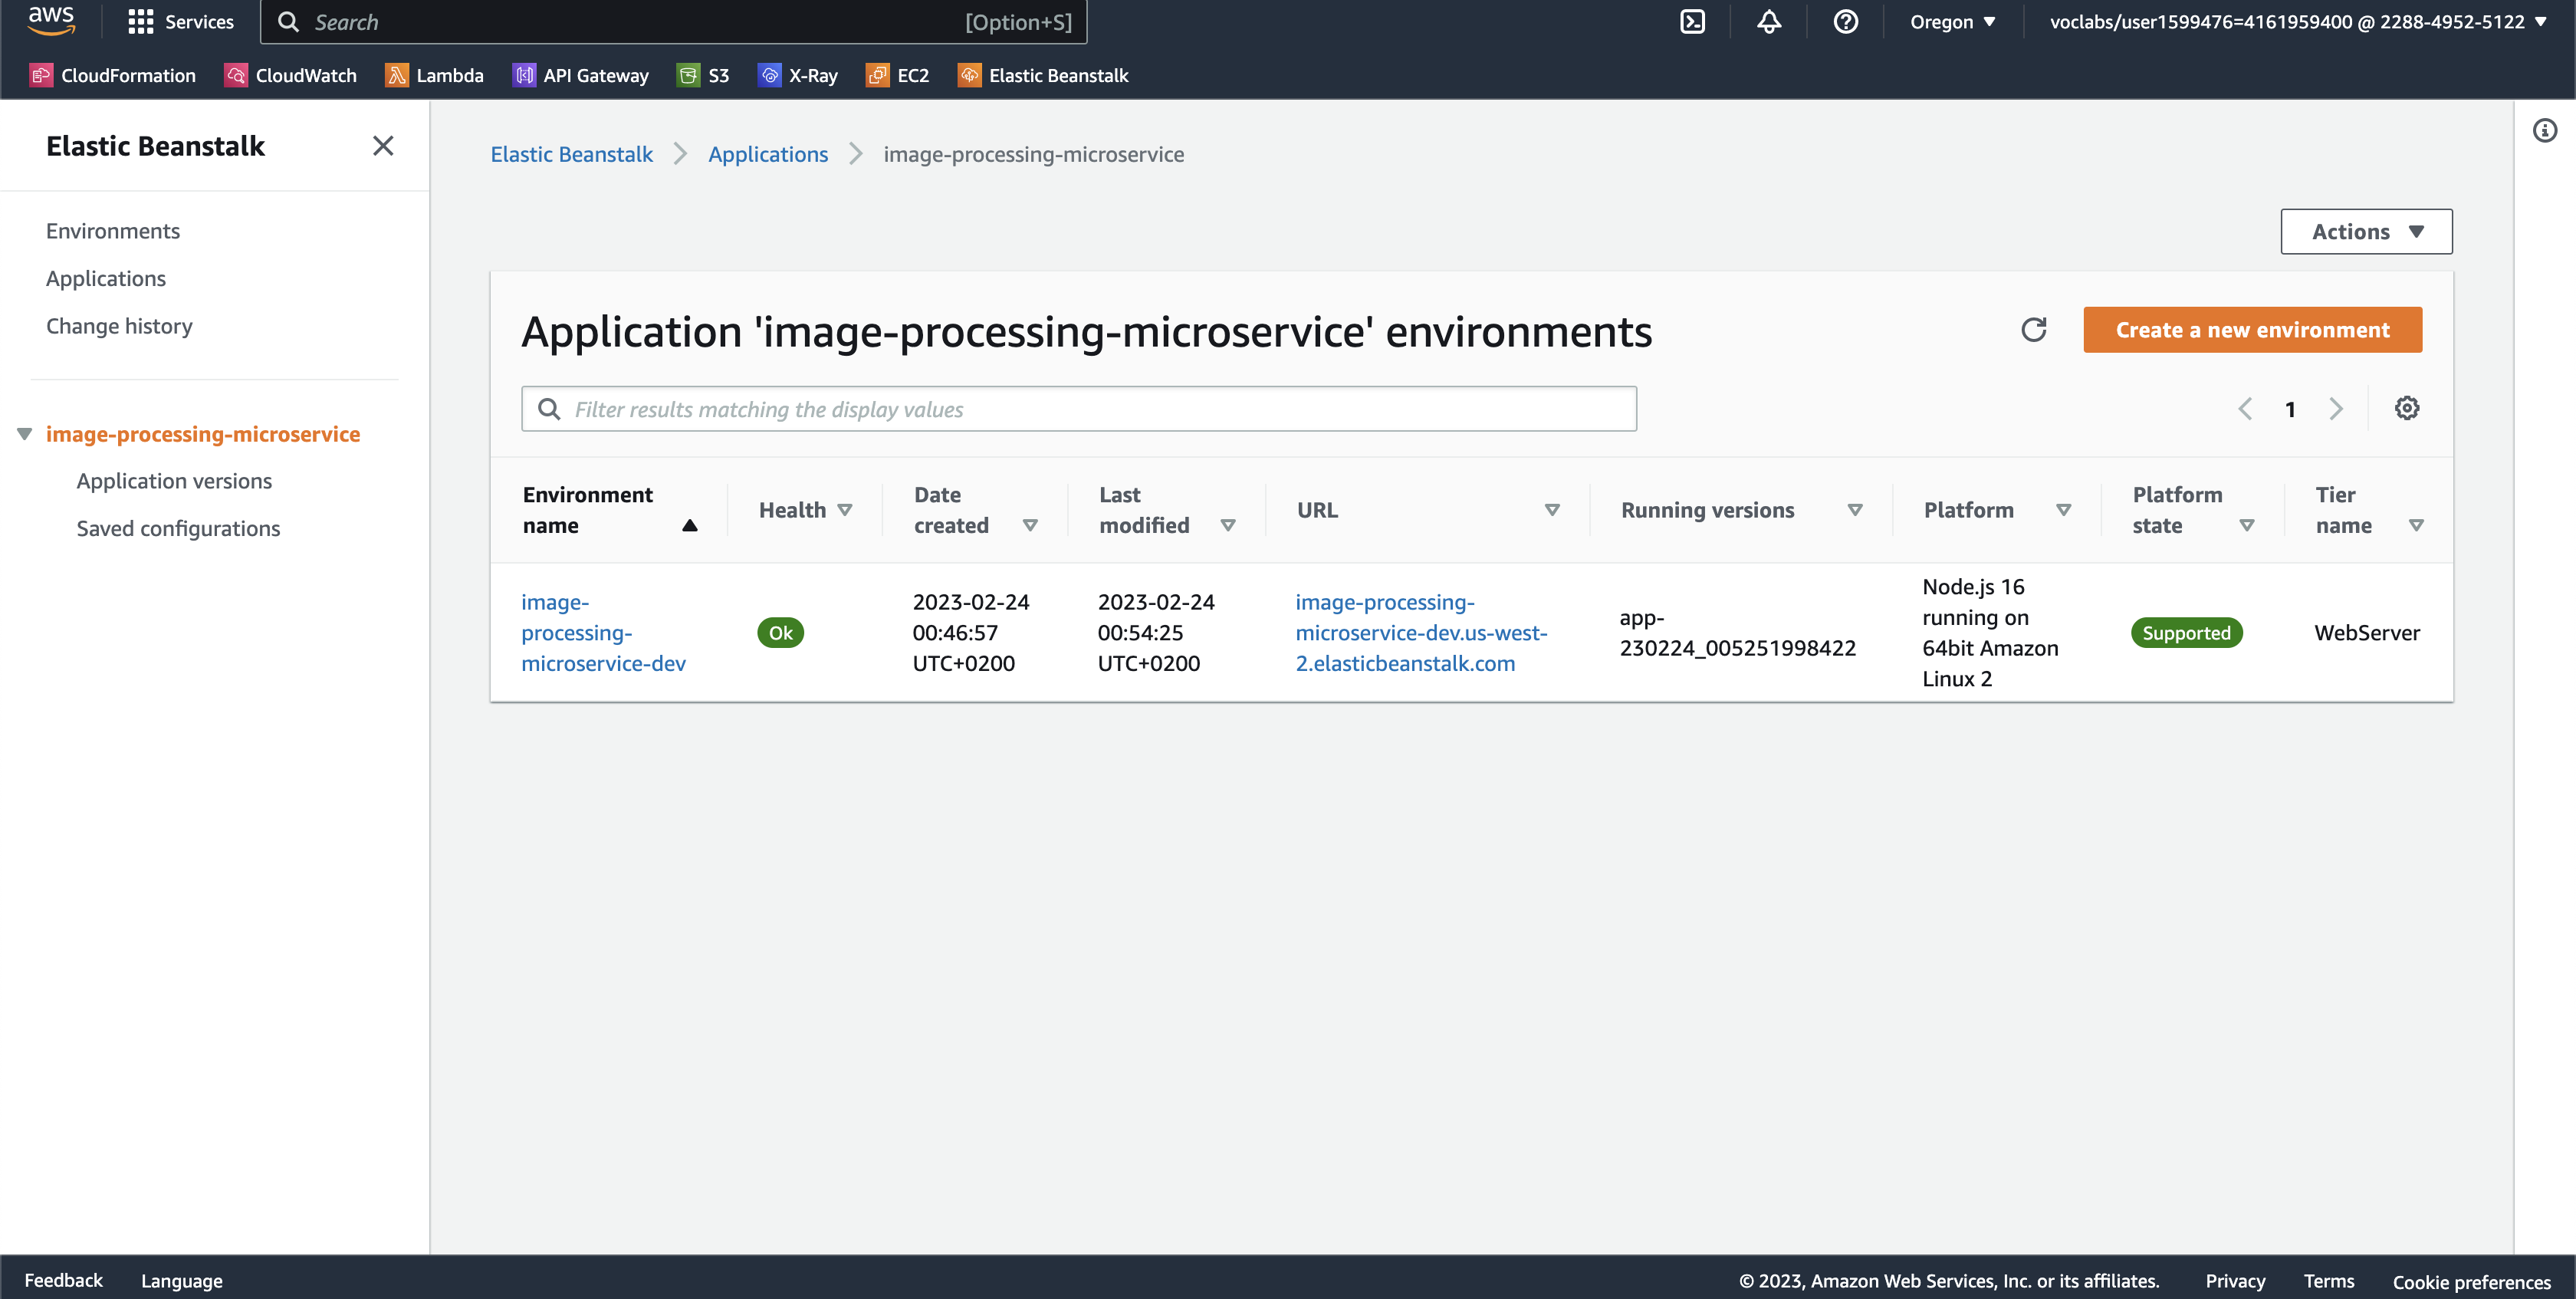 aws
Services
Search
[Option+S]
Oregon
voclabs/user1599476=4161959400 @ 2288-4952-5122
CloudFormation
CloudWatch
Lambda
API Gateway
S3
X-Ray
EC2
Elastic Beanstalk
Elastic Beanstalk
Environments
Applications
Change history
image-processing-microservice
Application versions
Saved configurations
Elastic Beanstalk
Applications
image-processing-microservice
Actions
Application 'image-processing-microservice' environments
Create a new environment
Filter results matching the display values
1
Environment
name
Health
Date
created
Last
modified
URL
Running versions
Platform
Platform
state
Tier
name
image-
processing-
microservice-dev
Ok
2023-02-24
00:46:57
UTC+0200
2023-02-24
00:54:25
UTC+0200
image-processing-
microservice-dev.us-west-
2.elasticbeanstalk.com
app-
230224_005251998422
Node.js 16
running on
64bit Amazon
Linux 2
Supported
WebServer
Feedback
Language
© 2023, Amazon Web Services, Inc. or its affiliates.
Privacy
Terms
Cookie preferences